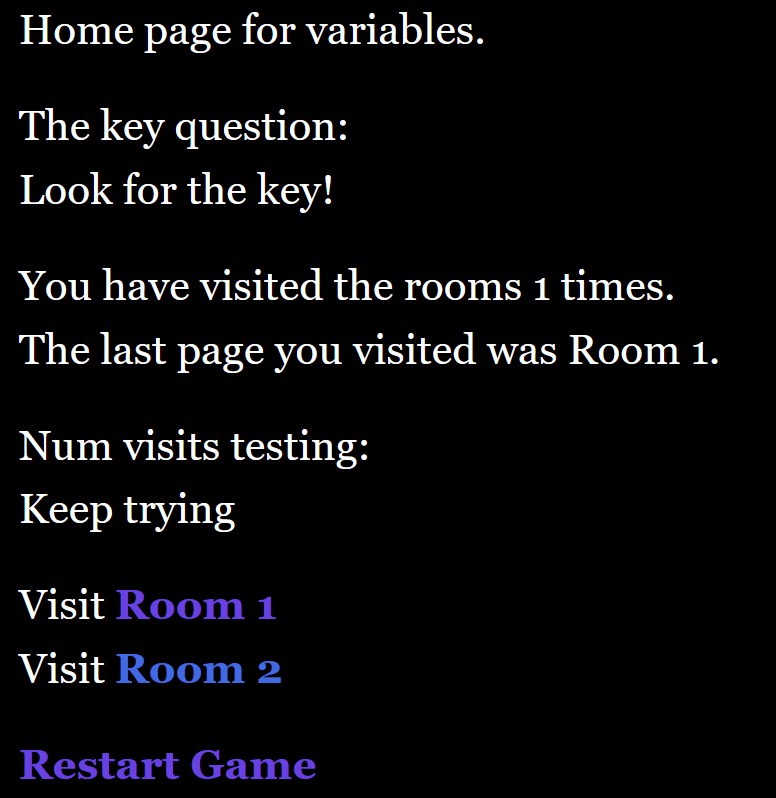 Home page for variables.
The key question:
Look for the key!
You have visited the rooms 1 times.
The last page you visited was Room 1.
Num visits testing:
Keep trying
Visit Room 1
Visit Room 2
Restart Game